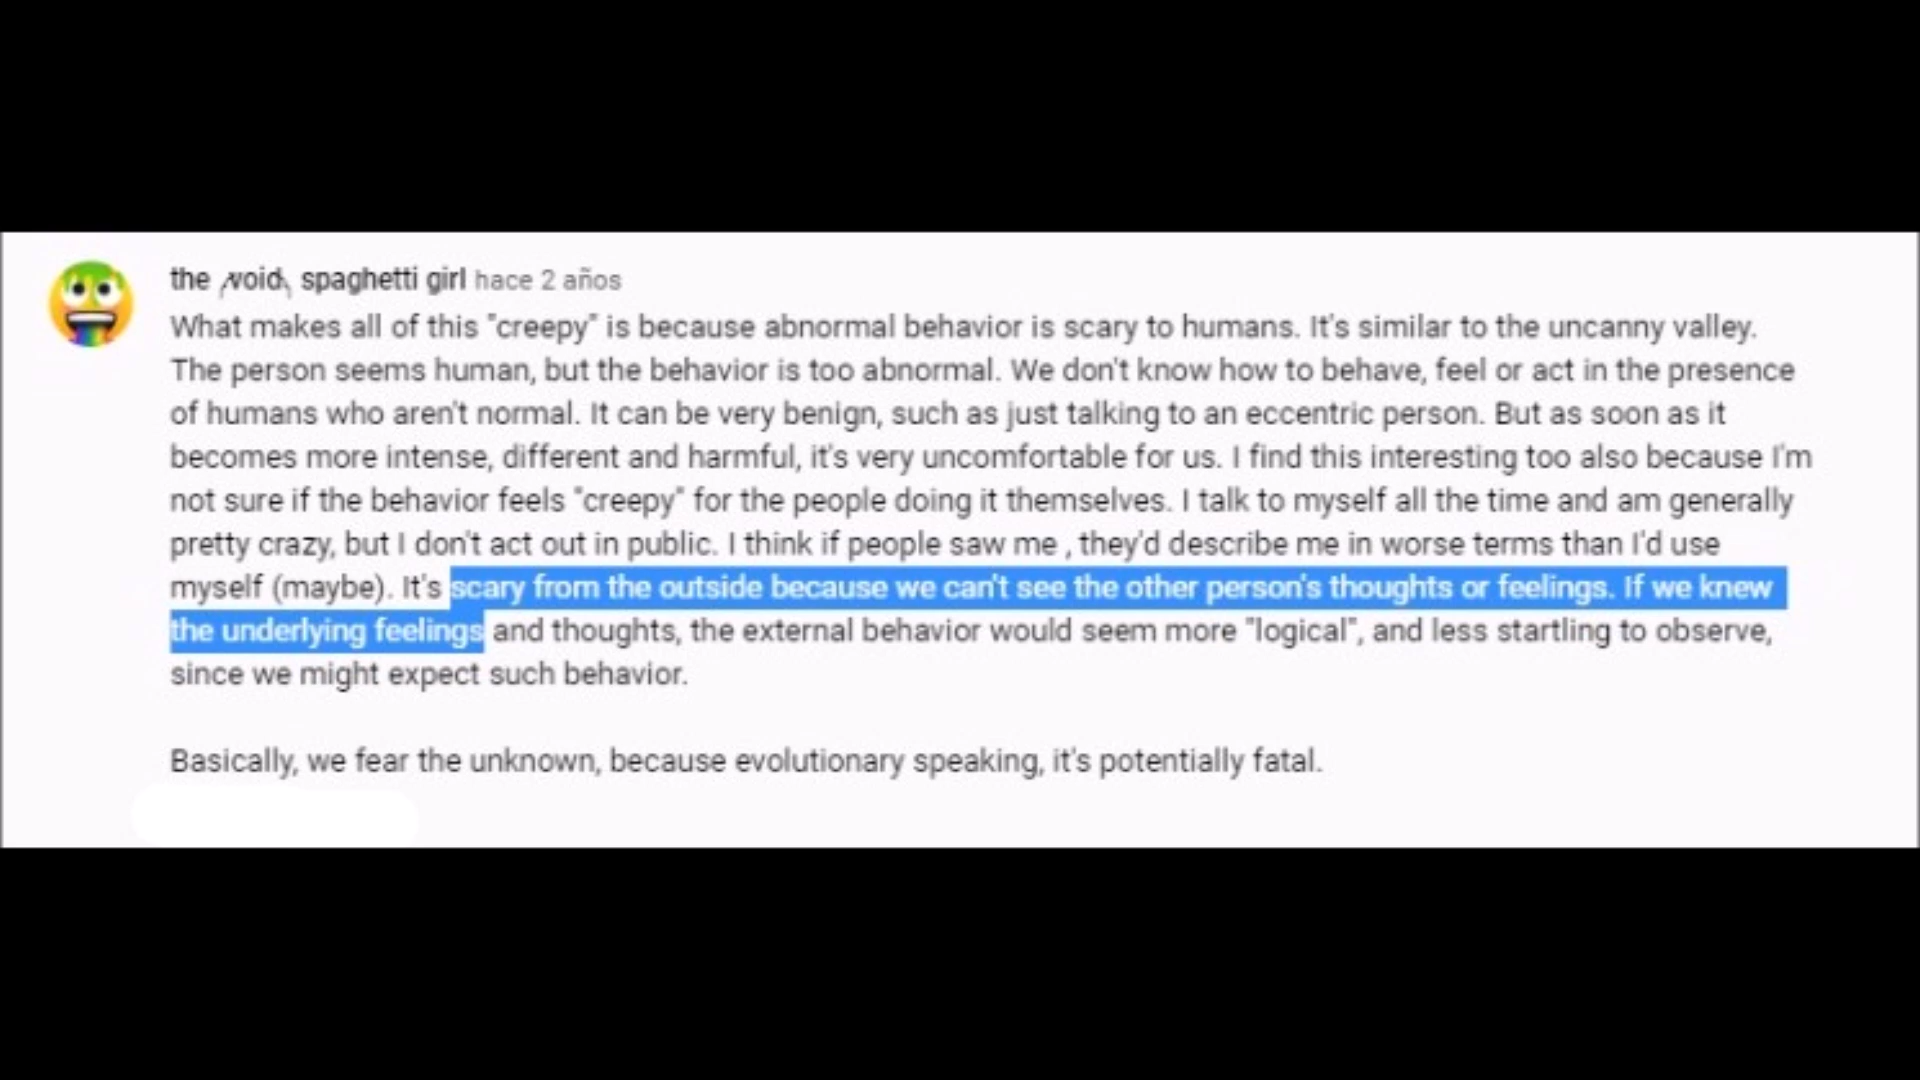 the /void\ spaghetti girl hace 2 años
What makes all of this "creepy" is because abnormal behavior is scary to humans. It's similar to the uncanny valley.
The person seems human, but the behavior is too abnormal. We don't know how to behave, feel or act in the presence
of humans who aren't normal. It can be very benign, such as just talking to an eccentric person. But as soon as it
becomes more intense, different and harmful, it's very uncomfortable for us. I find this interesting too also because I'm
not sure if the behavior feels "creepy" for the people doing it themselves. I talk to myself all the time and am generally
pretty crazy, but I don't act out in public. I think if people saw me , they'd describe me in worse terms than I'd use
myself (maybe). It's scary from the outside because we can't see the other person's thoughts or feelings. If we knew
the underlying feelings and thoughts, the external behavior would seem more "logical", and less startling to observe,
since we might expect such behavior.
Basically, we fear the unknown, because evolutionary speaking, it's potentially fatal.